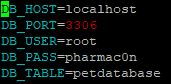 DB_HOST=localhost
DB_PORT=3306
DB_USER=root
DB_PASS=pharmac0n
DB_TABLE=petdatabase